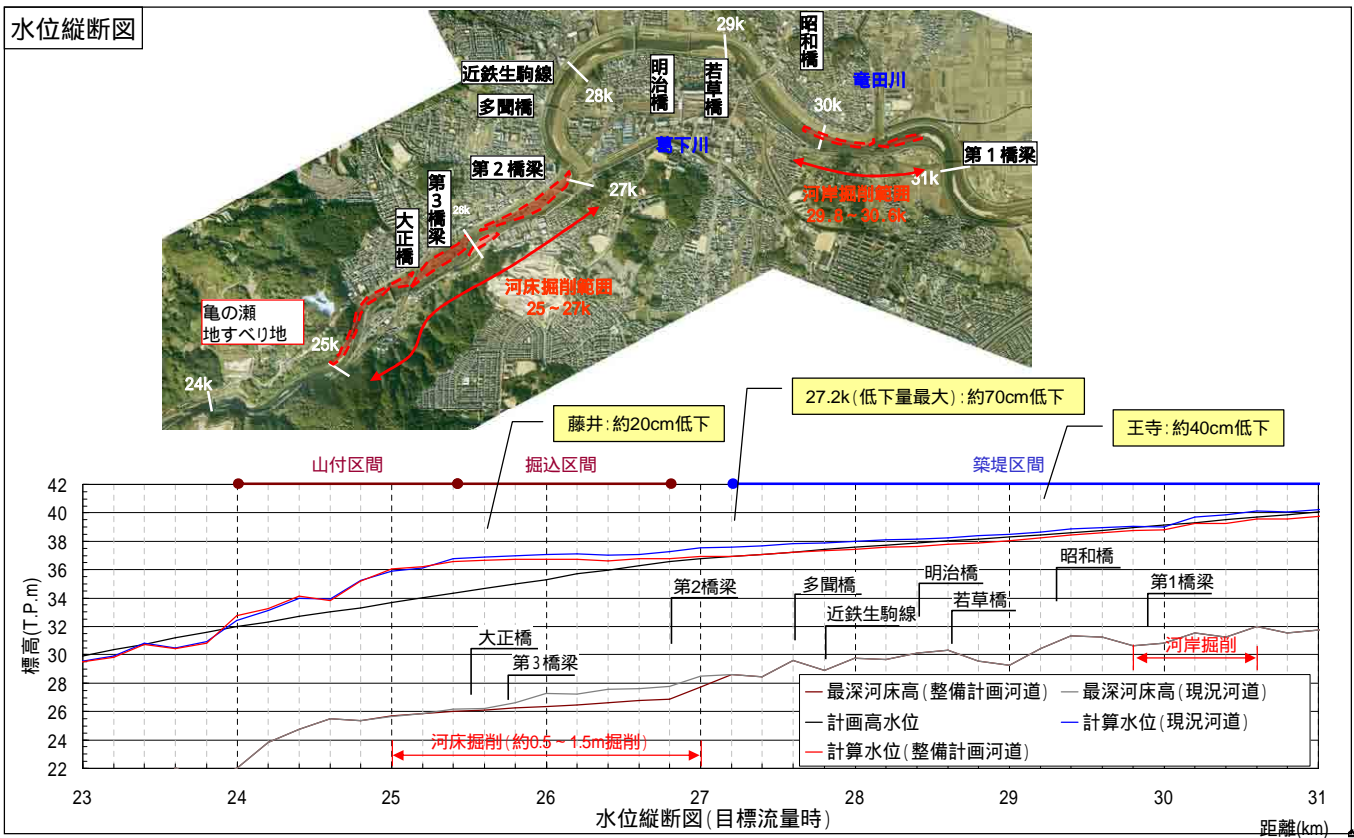 水位縦断図
近鉄生駒線
多聞橋
28k
明治橋
若草橋
29k
昭和橋
竜田川
30k
葛下川
第2橋梁
27k
第3橋梁
26k
大正橋
第1橋梁
31k
河岸掘削範囲
29.8~30.6k
河床掘削範囲
25~27k
亀の瀬
地すべり地
25k
24k
藤井:約20cm低下
27.2k(低下量最大):約70cm低下
王寺:約40cm低下
山付区間
掘込区間
築堤区間
標高(T.P.m)
42
40
38
36
34
32
30
28
26
24
22
大正橋
第3橋梁
第2橋梁
多聞橋
近鉄生駒線
明治橋
若草橋
昭和橋
第1橋梁
河床掘削(約0.5~1.5m掘削)
河岸掘削
最深河床高(整備計画河道)
最深河床高(現況河道)
計画高水位
計算水位(現況河道)
計算水位(整備計画河道)
23 24 25 26 27 28 29 30 31
水位縦断図(目標流量時)
距離(km)